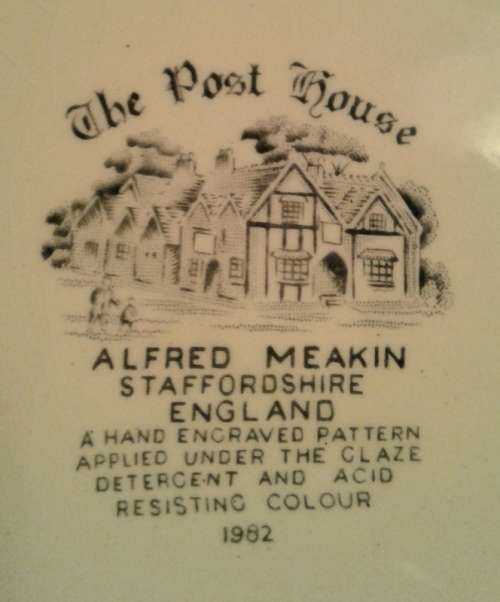 The Post House
ALFRED MEAKIN
STAFFORDSHIRE
ENGLAND
A HAND ENGRAVED PATTERN
APPLIED UNDER THE GLAZE
DETERGENT AND ACID
RESISTING COLOUR
1982